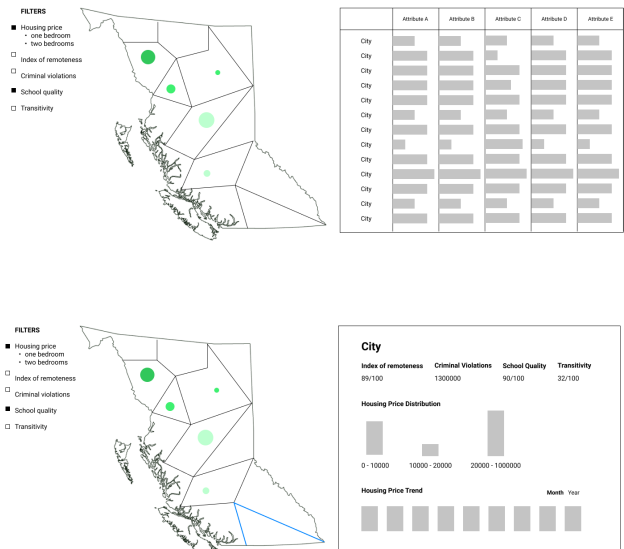 FILTERS
Housing price
• one bedroom
• two bedrooms
Index of remoteness
Criminal violations
School quality
Transitivity
Attribute A Attribute B Attribute C Attribute D Attribute E
City
City
City
City
City
City
City
City
City
City
City
City
City
FILTERS
Housing price
• one bedroom
• two bedrooms
Index of remoteness
Criminal violations
School quality
Transitivity
City
Index of remoteness Criminal Violations School Quality Transitivity
89/100 1300000 90/100 32/100
Housing Price Distribution
0 - 10000 10000 - 20000 20000 - 1000000
Housing Price Trend Month Year